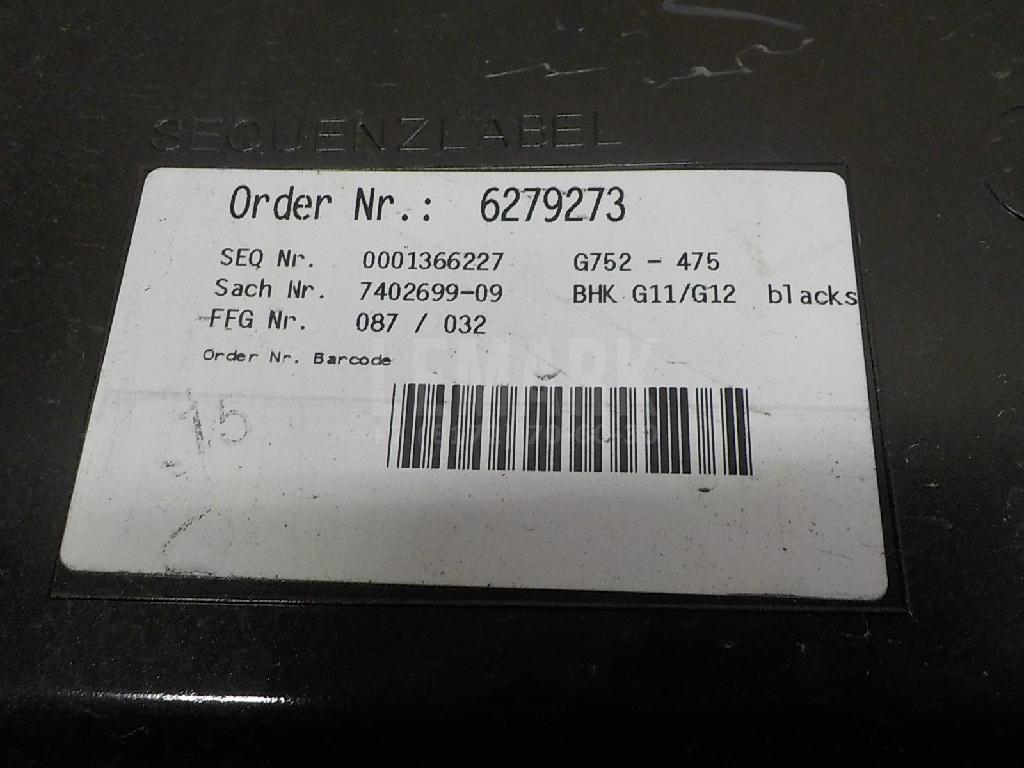 SEQUENZLABEL
Order Nr.: 6279273
SEQ Nr. 0001366227 G752 - 475
Sach Nr. 7402699-09 BHK G11/G12 blacks
FFG Nr. 087 / 032
Order Nr. Barcode
LEMARK
15